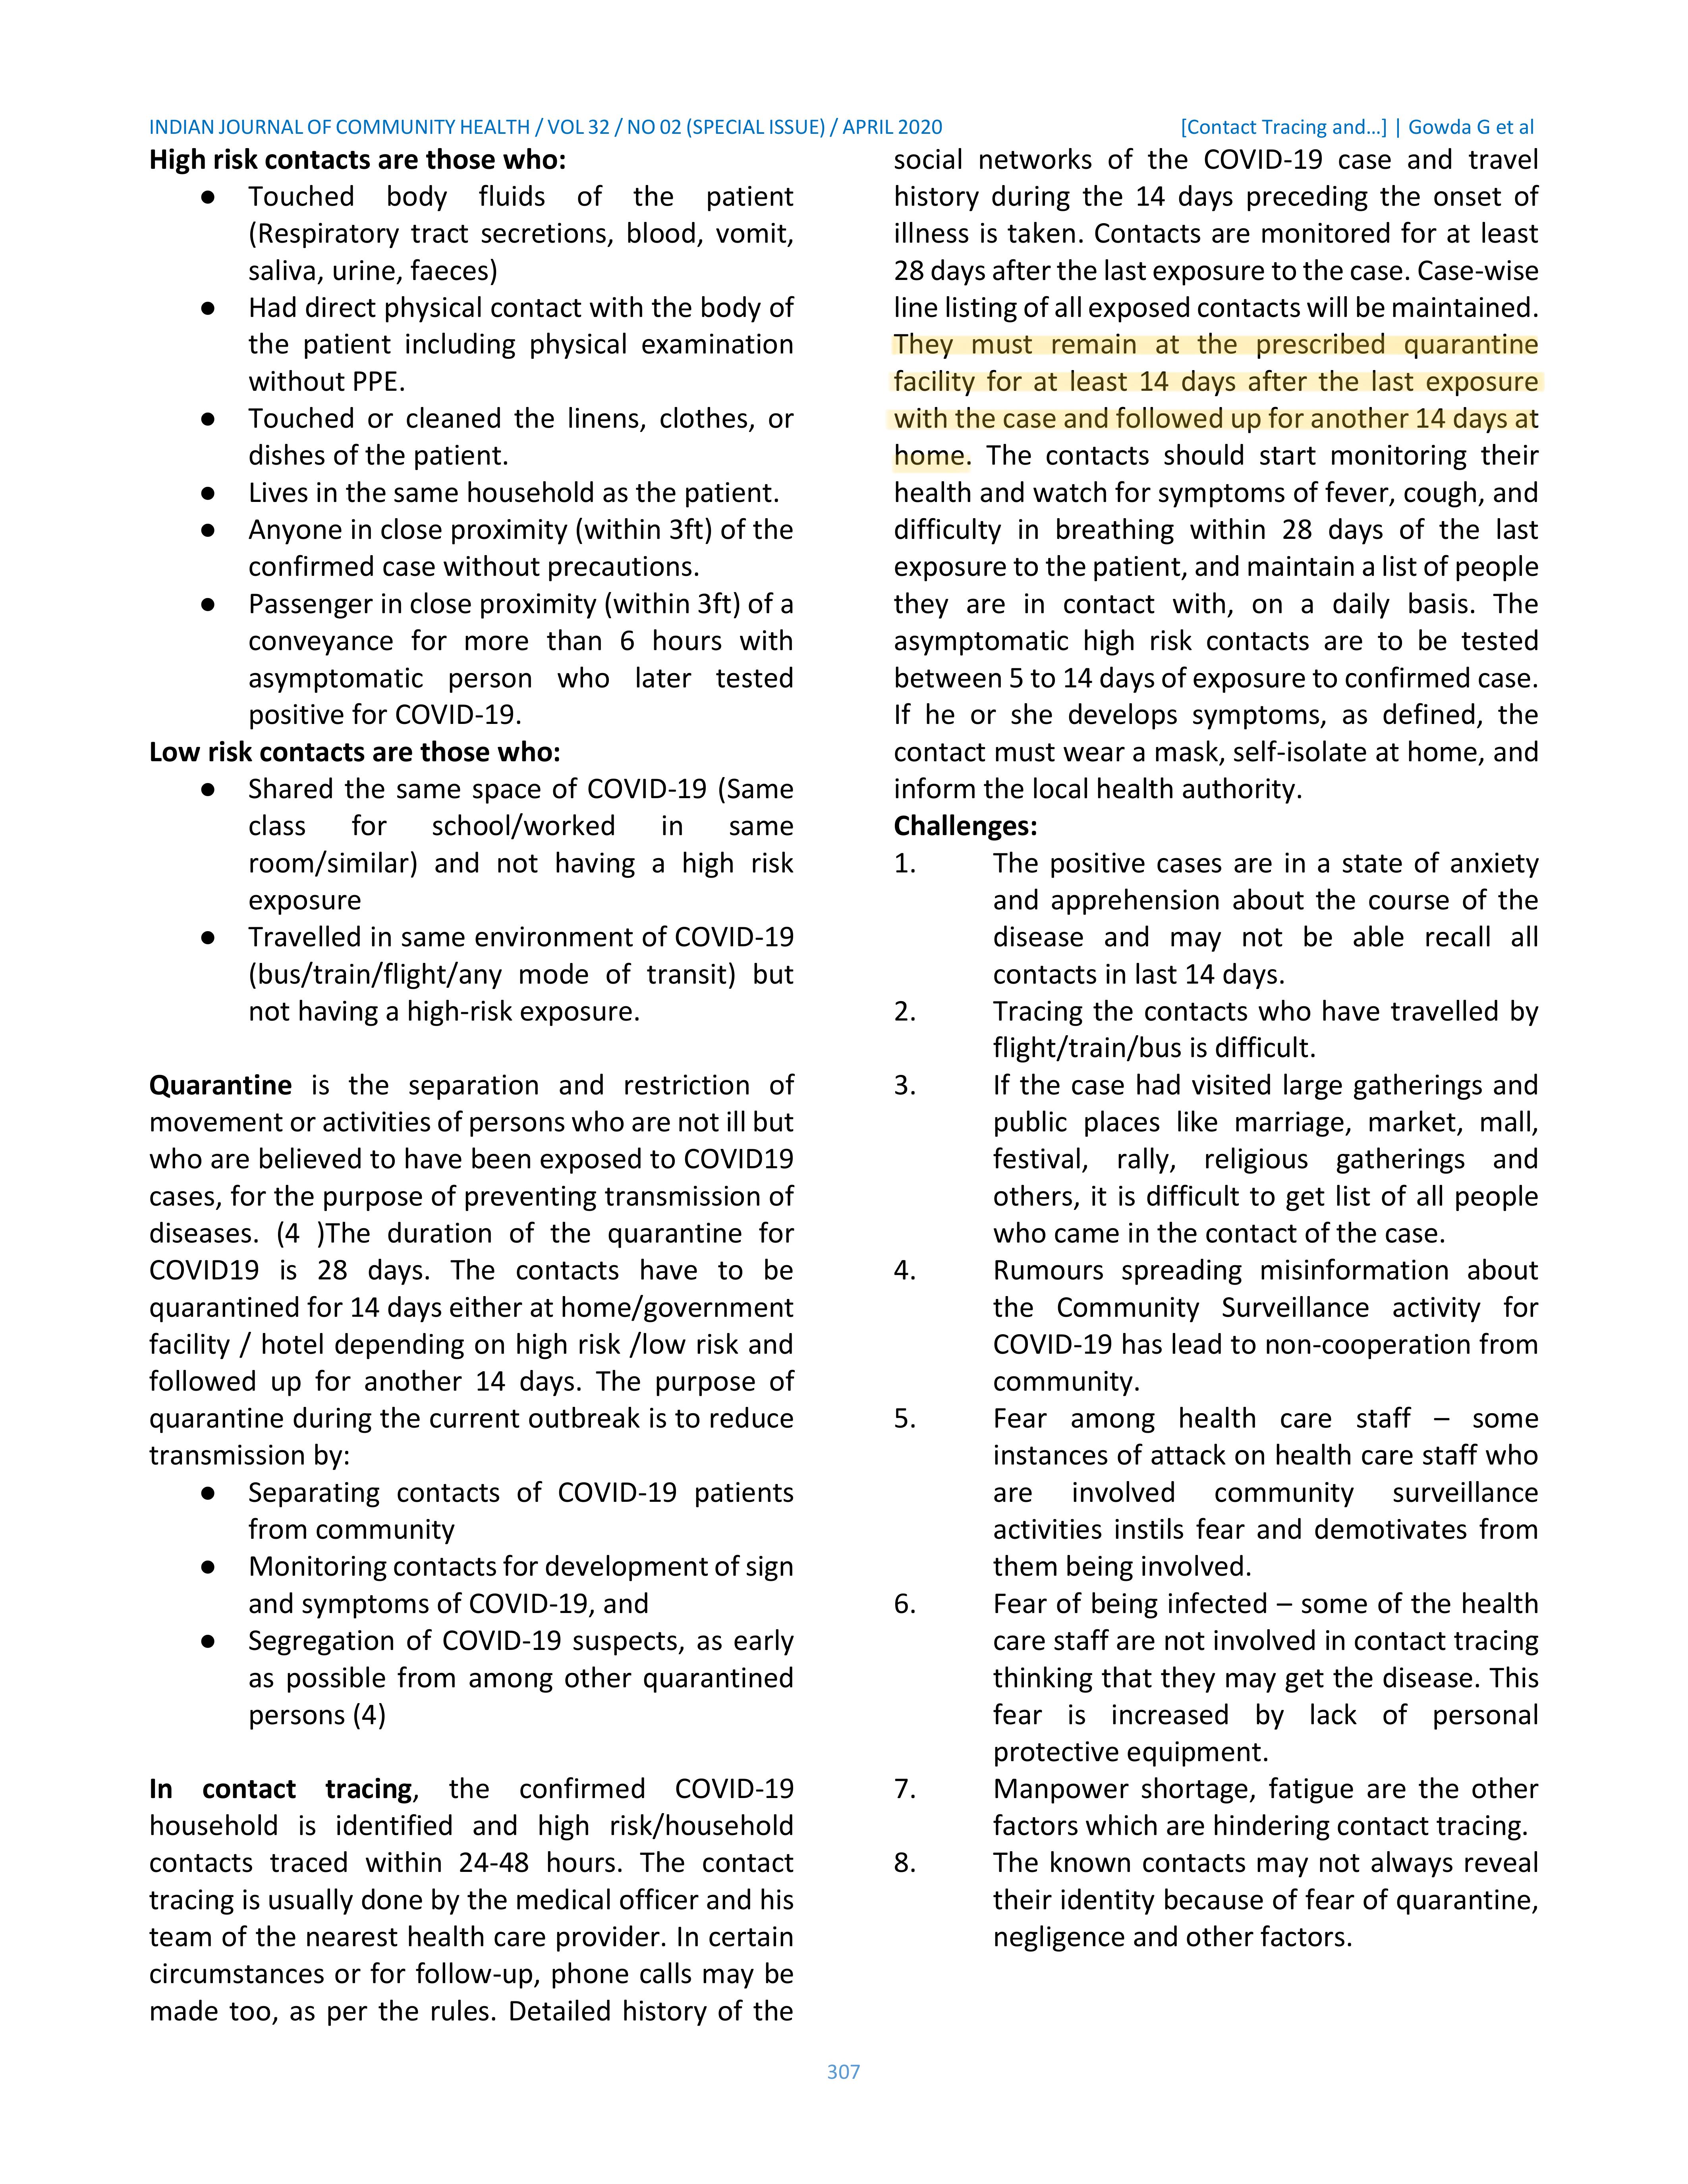 INDIAN JOURNAL OF COMMUNITY HEALTH / VOL 32 / NO 02 (SPECIAL ISSUE) / APRIL 2020 [Contact Tracing and…] | Gowda G et al
High risk contacts are those who:
● Touched body fluids of the patient
(Respiratory tract secretions, blood, vomit,
saliva, urine, faeces)
● Had direct physical contact with the body of
the patient including physical examination
without PPE.
● Touched or cleaned the linens, clothes, or
dishes of the patient.
● Lives in the same household as the patient.
● Anyone in close proximity (within 3ft) of the
confirmed case without precautions.
● Passenger in close proximity (within 3ft) of a
conveyance for more than 6 hours with
asymptomatic person who later tested
positive for COVID-19.
Low risk contacts are those who:
● Shared the same space of COVID-19 (Same
class for school/worked in same
room/similar) and not having a high risk
exposure
● Travelled in same environment of COVID-19
(bus/train/flight/any mode of transit) but
not having a high-risk exposure.
Quarantine is the separation and restriction of
movement or activities of persons who are not ill but
who are believed to have been exposed to COVID19
cases, for the purpose of preventing transmission of
diseases. (4 )The duration of the quarantine for
COVID19 is 28 days. The contacts have to be
quarantined for 14 days either at home/government
facility / hotel depending on high risk /low risk and
followed up for another 14 days. The purpose of
quarantine during the current outbreak is to reduce
transmission by:
● Separating contacts of COVID-19 patients
from community
● Monitoring contacts for development of sign
and symptoms of COVID-19, and
● Segregation of COVID-19 suspects, as early
as possible from among other quarantined
persons (4)
In contact tracing, the confirmed COVID-19
household is identified and high risk/household
contacts traced within 24-48 hours. The contact
tracing is usually done by the medical officer and his
team of the nearest health care provider. In certain
circumstances or for follow-up, phone calls may be
made too, as per the rules. Detailed history of the
social networks of the COVID-19 case and travel
history during the 14 days preceding the onset of
illness is taken. Contacts are monitored for at least
28 days after the last exposure to the case. Case-wise
line listing of all exposed contacts will be maintained.
They must remain at the prescribed quarantine
facility for at least 14 days after the last exposure
with the case and followed up for another 14 days at
home. The contacts should start monitoring their
health and watch for symptoms of fever, cough, and
difficulty in breathing within 28 days of the last
exposure to the patient, and maintain a list of people
they are in contact with, on a daily basis. The
asymptomatic high risk contacts are to be tested
between 5 to 14 days of exposure to confirmed case.
If he or she develops symptoms, as defined, the
contact must wear a mask, self-isolate at home, and
inform the local health authority.
Challenges:
1. The positive cases are in a state of anxiety
and apprehension about the course of the
disease and may not be able recall all
contacts in last 14 days.
2. Tracing the contacts who have travelled by
flight/train/bus is difficult.
3. If the case had visited large gatherings and
public places like marriage, market, mall,
festival, rally, religious gatherings and
others, it is difficult to get list of all people
who came in the contact of the case.
4. Rumours spreading misinformation about
the Community Surveillance activity for
COVID-19 has lead to non-cooperation from
community.
5. Fear among health care staff – some
instances of attack on health care staff who
are involved community surveillance
activities instils fear and demotivates from
them being involved.
6. Fear of being infected – some of the health
care staff are not involved in contact tracing
thinking that they may get the disease. This
fear is increased by lack of personal
protective equipment.
7. Manpower shortage, fatigue are the other
factors which are hindering contact tracing.
8. The known contacts may not always reveal
their identity because of fear of quarantine,
negligence and other factors.
307